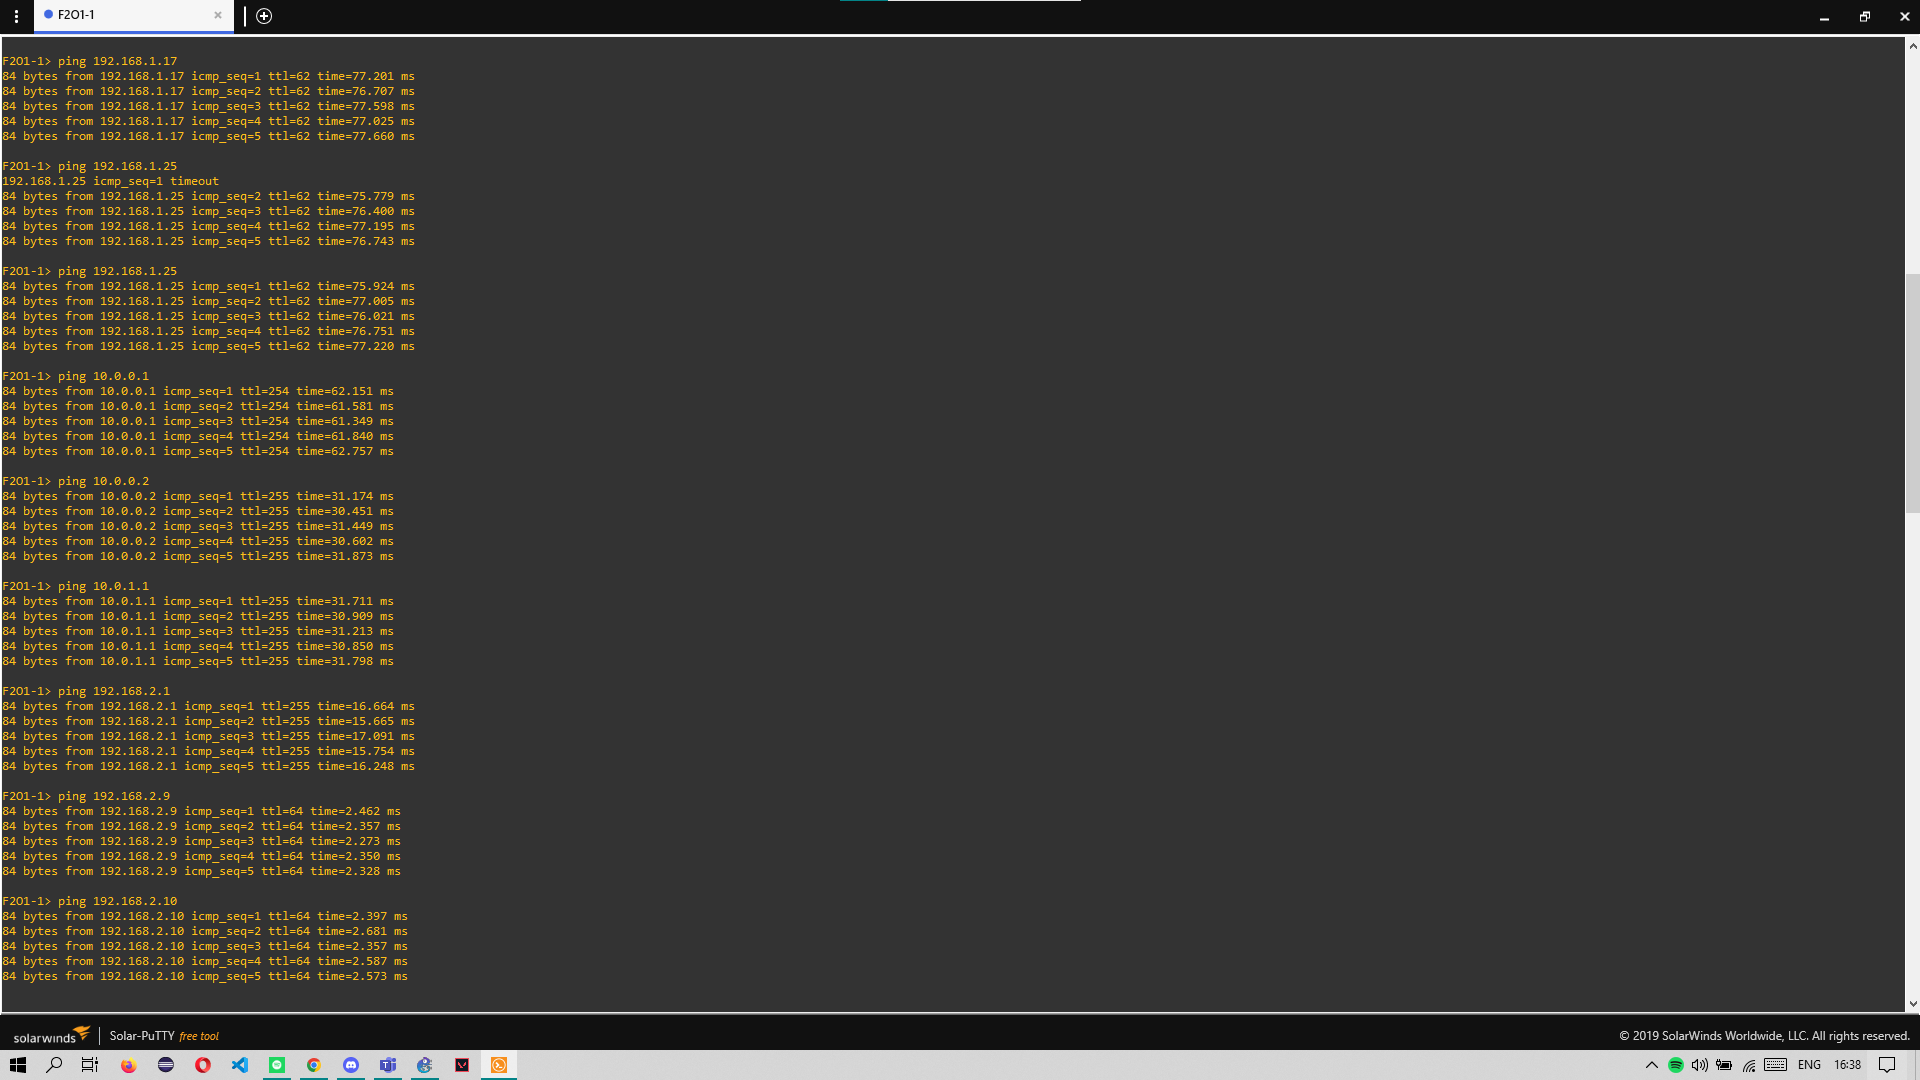 F2O1-1
F2O1-1> ping 192.168.1.17
84 bytes from 192.168.1.17 icmp_seq=1 ttl=62 time=77.201 ms
84 bytes from 192.168.1.17 icmp_seq=2 ttl=62 time=76.707 ms
84 bytes from 192.168.1.17 icmp_seq=3 ttl=62 time=77.598 ms
84 bytes from 192.168.1.17 icmp_seq=4 ttl=62 time=77.025 ms
84 bytes from 192.168.1.17 icmp_seq=5 ttl=62 time=77.660 ms
F2O1-1> ping 192.168.1.25
192.168.1.25 icmp_seq=1 timeout
84 bytes from 192.168.1.25 icmp_seq=2 ttl=62 time=75.779 ms
84 bytes from 192.168.1.25 icmp_seq=3 ttl=62 time=76.400 ms
84 bytes from 192.168.1.25 icmp_seq=4 ttl=62 time=77.195 ms
84 bytes from 192.168.1.25 icmp_seq=5 ttl=62 time=76.743 ms
F2O1-1> ping 192.168.1.25
84 bytes from 192.168.1.25 icmp_seq=1 ttl=62 time=75.924 ms
84 bytes from 192.168.1.25 icmp_seq=2 ttl=62 time=77.005 ms
84 bytes from 192.168.1.25 icmp_seq=3 ttl=62 time=76.021 ms
84 bytes from 192.168.1.25 icmp_seq=4 ttl=62 time=76.751 ms
84 bytes from 192.168.1.25 icmp_seq=5 ttl=62 time=77.220 ms
F2O1-1> ping 10.0.0.1
84 bytes from 10.0.0.1 icmp_seq=1 ttl=254 time=62.151 ms
84 bytes from 10.0.0.1 icmp_seq=2 ttl=254 time=61.581 ms
84 bytes from 10.0.0.1 icmp_seq=3 ttl=254 time=61.349 ms
84 bytes from 10.0.0.1 icmp_seq=4 ttl=254 time=61.840 ms
84 bytes from 10.0.0.1 icmp_seq=5 ttl=254 time=62.757 ms
F2O1-1> ping 10.0.0.2
84 bytes from 10.0.0.2 icmp_seq=1 ttl=255 time=31.174 ms
84 bytes from 10.0.0.2 icmp_seq=2 ttl=255 time=30.451 ms
84 bytes from 10.0.0.2 icmp_seq=3 ttl=255 time=31.449 ms
84 bytes from 10.0.0.2 icmp_seq=4 ttl=255 time=30.602 ms
84 bytes from 10.0.0.2 icmp_seq=5 ttl=255 time=31.873 ms
F2O1-1> ping 10.0.1.1
84 bytes from 10.0.1.1 icmp_seq=1 ttl=255 time=31.711 ms
84 bytes from 10.0.1.1 icmp_seq=2 ttl=255 time=30.909 ms
84 bytes from 10.0.1.1 icmp_seq=3 ttl=255 time=31.213 ms
84 bytes from 10.0.1.1 icmp_seq=4 ttl=255 time=30.850 ms
84 bytes from 10.0.1.1 icmp_seq=5 ttl=255 time=31.798 ms
F2O1-1> ping 192.168.2.1
84 bytes from 192.168.2.1 icmp_seq=1 ttl=255 time=16.664 ms
84 bytes from 192.168.2.1 icmp_seq=2 ttl=255 time=15.665 ms
84 bytes from 192.168.2.1 icmp_seq=3 ttl=255 time=17.091 ms
84 bytes from 192.168.2.1 icmp_seq=4 ttl=255 time=15.754 ms
84 bytes from 192.168.2.1 icmp_seq=5 ttl=255 time=16.248 ms
F2O1-1> ping 192.168.2.9
84 bytes from 192.168.2.9 icmp_seq=1 ttl=64 time=2.462 ms
84 bytes from 192.168.2.9 icmp_seq=2 ttl=64 time=2.357 ms
84 bytes from 192.168.2.9 icmp_seq=3 ttl=64 time=2.273 ms
84 bytes from 192.168.2.9 icmp_seq=4 ttl=64 time=2.350 ms
84 bytes from 192.168.2.9 icmp_seq=5 ttl=64 time=2.328 ms
F2O1-1> ping 192.168.2.10
84 bytes from 192.168.2.10 icmp_seq=1 ttl=64 time=2.397 ms
84 bytes from 192.168.2.10 icmp_seq=2 ttl=64 time=2.681 ms
84 bytes from 192.168.2.10 icmp_seq=3 ttl=64 time=2.357 ms
84 bytes from 192.168.2.10 icmp_seq=4 ttl=64 time=2.587 ms
84 bytes from 192.168.2.10 icmp_seq=5 ttl=64 time=2.573 ms
solarwinds Solar-PuTTY free tool © 2019 SolarWinds Worldwide, LLC. All rights reserved.
ENG 16:38